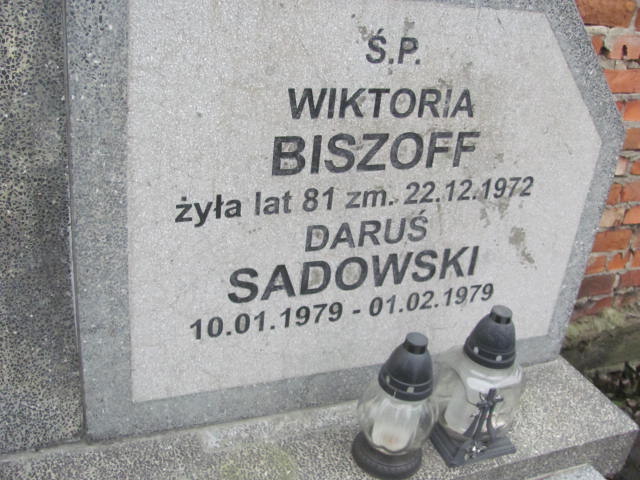 Ś.P.
WIKTORIA
BISZOFF
żyła lat 81 zm. 22.12.1972
DARUŚ
SADOWSKI
10.01.1979 - 01.02.1979